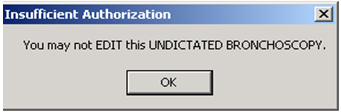 Insufficient Authorization
You may not EDIT this UNDICTATED BRONCHOSCOPY.
OK